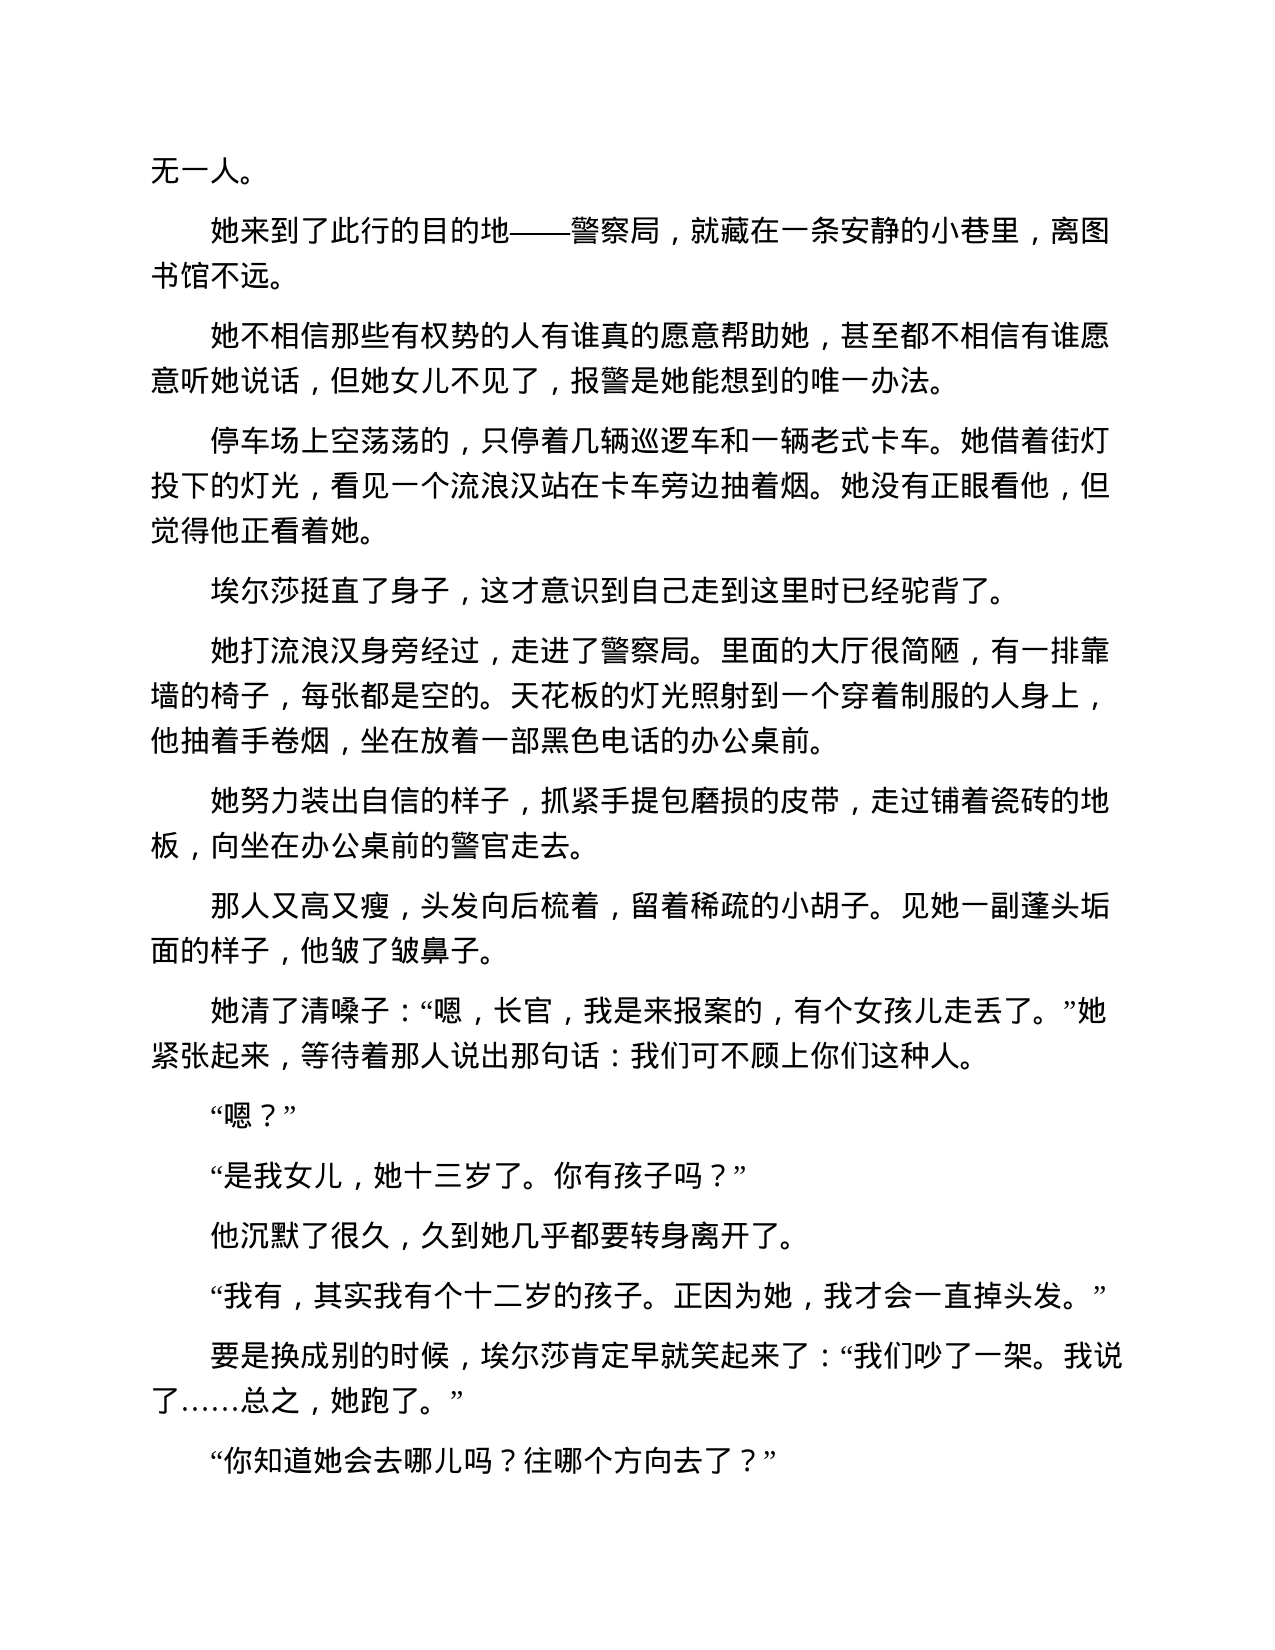 无一人。
她来到了此行的目的地——警察局，就藏在一条安静的小巷里，离图
书馆不远。
她不相信那些有权势的人有谁真的愿意帮助她，甚至都不相信有谁愿
意听她说话，但她女儿不见了，报警是她能想到的唯一办法。
停车场上空荡荡的，只停着几辆巡逻车和一辆老式卡车。她借着街灯
投下的灯光，看见一个流浪汉站在卡车旁边抽着烟。她没有正眼看他，但
觉得他正看着她。
埃尔莎挺直了身子，这才意识到自己走到这里时已经驼背了。
她打流浪汉身旁经过，走进了警察局。里面的大厅很简陋，有一排靠
墙的椅子，每张都是空的。天花板的灯光照射到一个穿着制服的人身上，
他抽着手卷烟，坐在放着一部黑色电话的办公桌前。
她努力装出自信的样子，抓紧手提包磨损的皮带，走过铺着瓷砖的地
板，向坐在办公桌前的警官走去。
那人又高又瘦，头发向后梳着，留着稀疏的小胡子。见她一副蓬头垢
面的样子，他皱了皱鼻子。
她清了清嗓子：“嗯，长官，我是来报案的，有个女孩儿走丢了。”她
紧张起来，等待着那人说出那句话：我们可不顾上你们这种人。
“嗯？”
“是我女儿，她十三岁了。你有孩子吗？”
他沉默了很久，久到她几乎都要转身离开了。
“我有，其实我有个十二岁的孩子。正因为她，我才会一直掉头发。”
要是换成别的时候，埃尔莎肯定早就笑起来了：“我们吵了一架。我说
了……总之，她跑了。”
“你知道她会去哪儿吗？往哪个方向去了？”